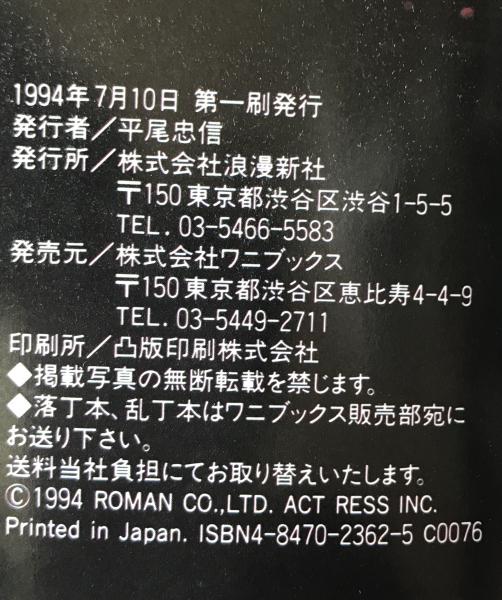 1994年7月10日 第一刷発行
発行者／平尾忠信
発行所／株式会社浪漫新社
〒150 東京都渋谷区渋谷1-5-5
TEL. 03-5466-5583
発売元／株式会社ワニブックス
〒150 東京都渋谷区恵比寿4-4-9
TEL. 03-5449-2711
印刷所／凸版印刷株式会社
◆掲載写真の無断転載を禁じます。
◆落丁本、乱丁本はワニブックス販売部宛に
お送り下さい。
送料当社負担にてお取り替えいたします。
©1994 ROMAN CO.,LTD. ACT RESS INC.
Printed in Japan. ISBN4-8470-2362-5 C0076